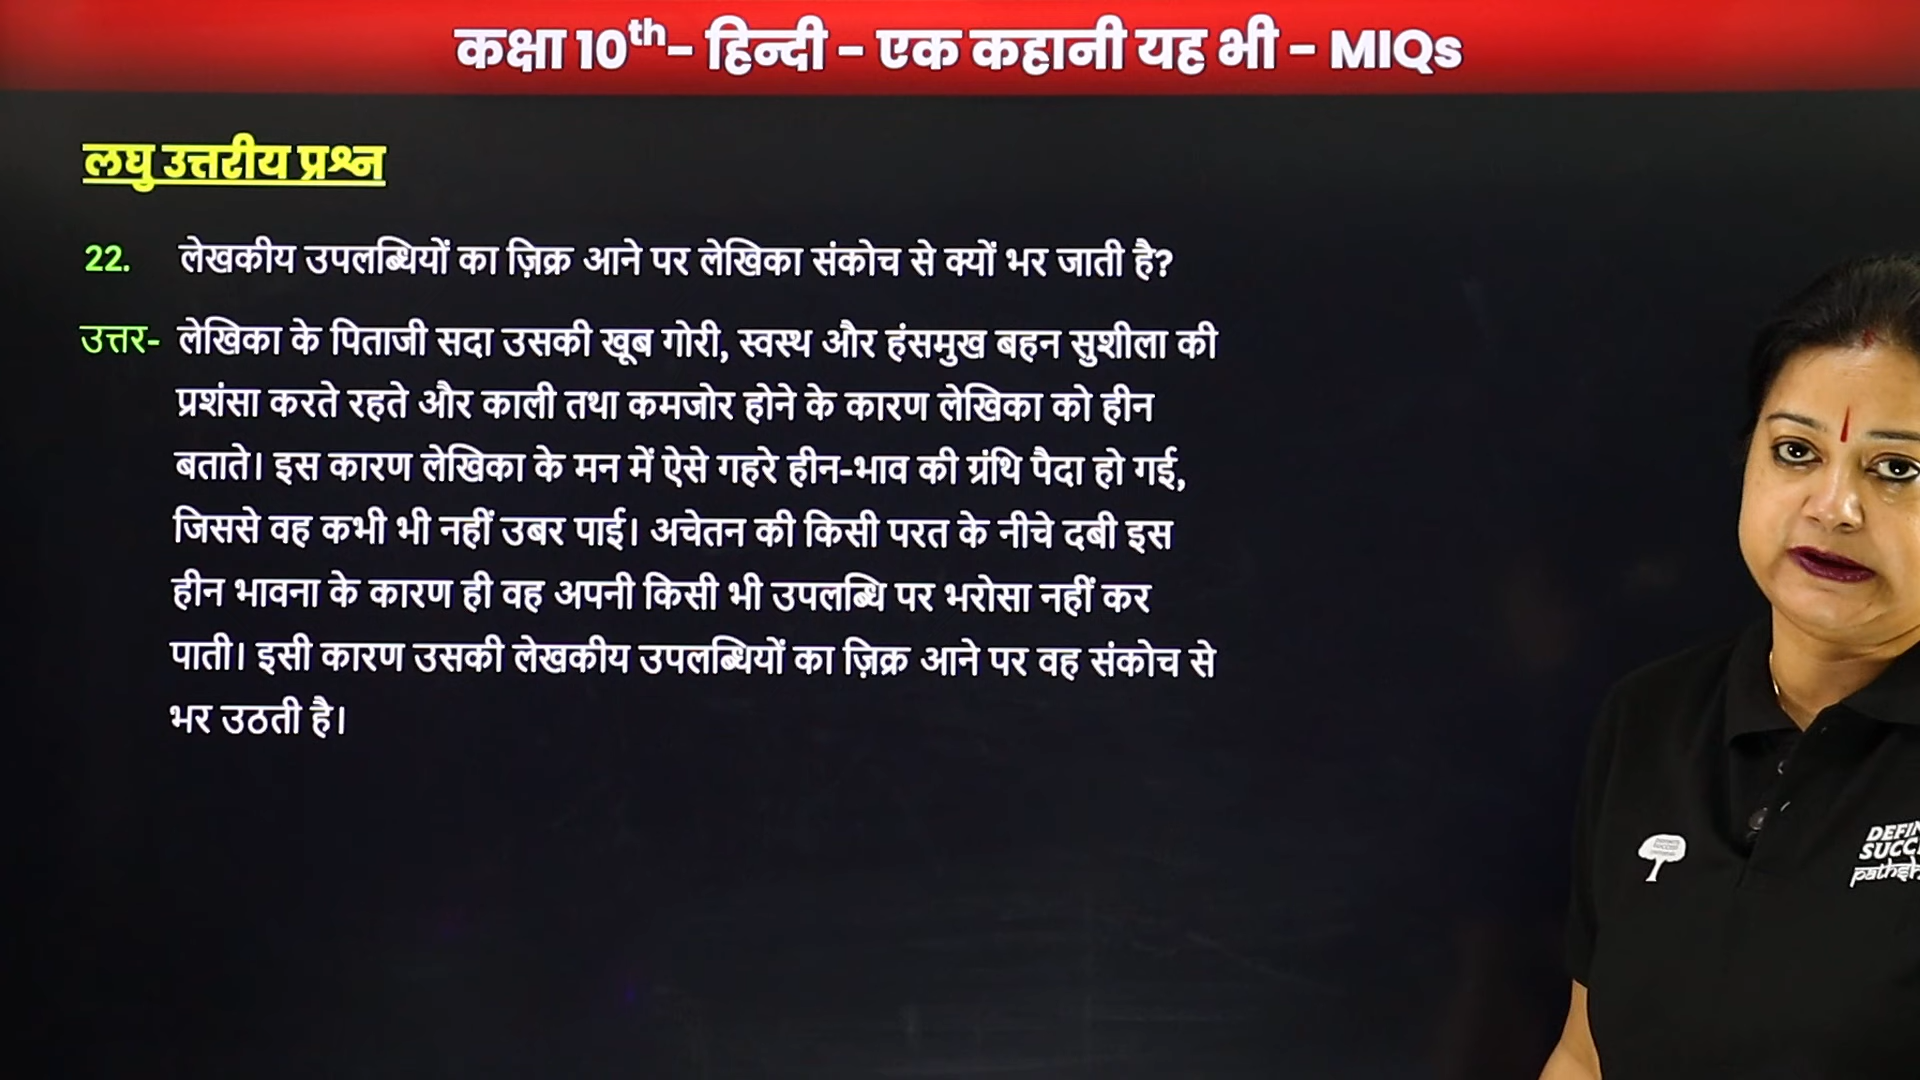 कक्षा 10th- हिन्दी - एक कहानी यह भी - MIQs
लघु उत्तरीय प्रश्न
22. लेखकीय उपलब्धियों का ज़िक्र आने पर लेखिका संकोच से क्यों भर जाती है?
उत्तर- लेखिका के पिताजी सदा उसकी खूब गोरी, स्वस्थ और हंसमुख बहन सुशीला की
प्रशंसा करते रहते और काली तथा कमजोर होने के कारण लेखिका को हीन
बताते। इस कारण लेखिका के मन में ऐसे गहरे हीन-भाव की ग्रंथि पैदा हो गई,
जिससे वह कभी भी नहीं उबर पाई। अचेतन की किसी परत के नीचे दबी इस
हीन भावना के कारण ही वह अपनी किसी भी उपलब्धि पर भरोसा नहीं कर
पाती। इसी कारण उसकी लेखकीय उपलब्धियों का ज़िक्र आने पर वह संकोच से
भर उठती है।
DEFIN
SUCC
pathsh